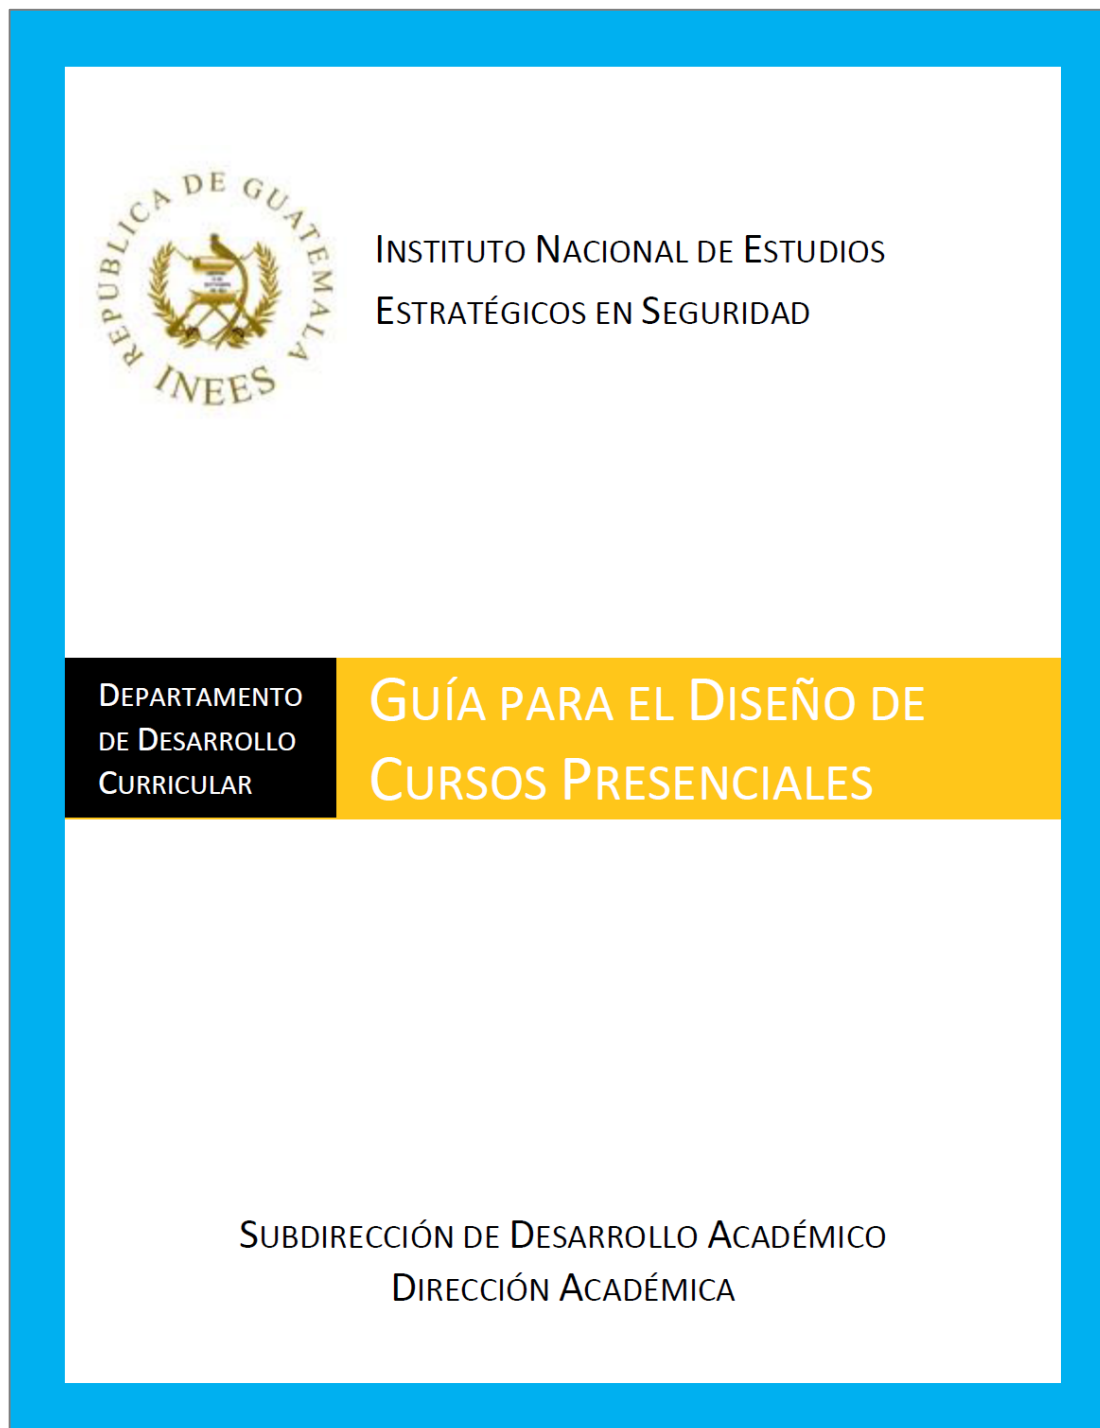 REPUBLICA DE GUATEMALA
INEES
INSTITUTO NACIONAL DE ESTUDIOS
ESTRATÉGICOS EN SEGURIDAD
DEPARTAMENTO
DE DESARROLLO
CURRICULAR
GUÍA PARA EL DISEÑO DE
CURSOS PRESENCIALES
SUBDIRECCIÓN DE DESARROLLO ACADÉMICO
DIRECCIÓN ACADÉMICA